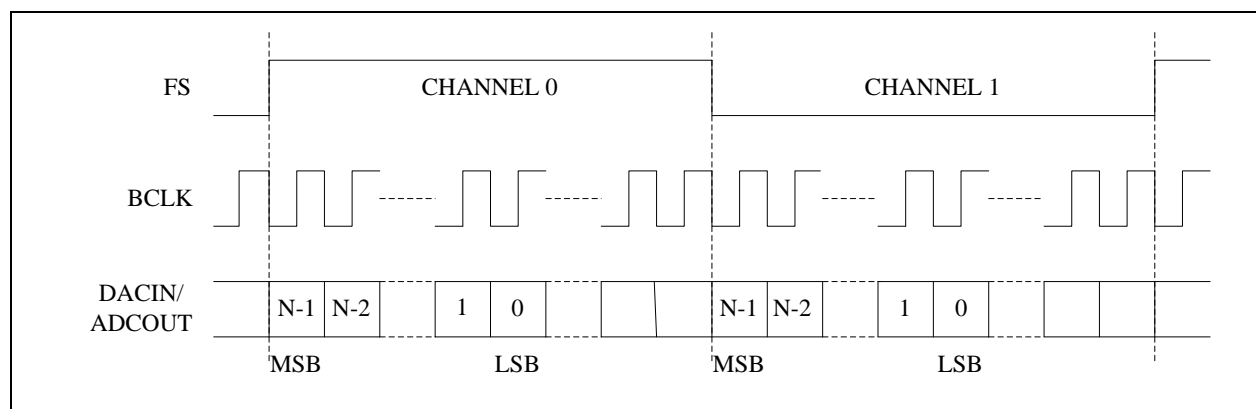 FS CHANNEL 0 CHANNEL 1
BCLK
DACIN/
ADCOUT
N-1 N-2 1 0 N-1 N-2 1 0
MSB LSB MSB LSB